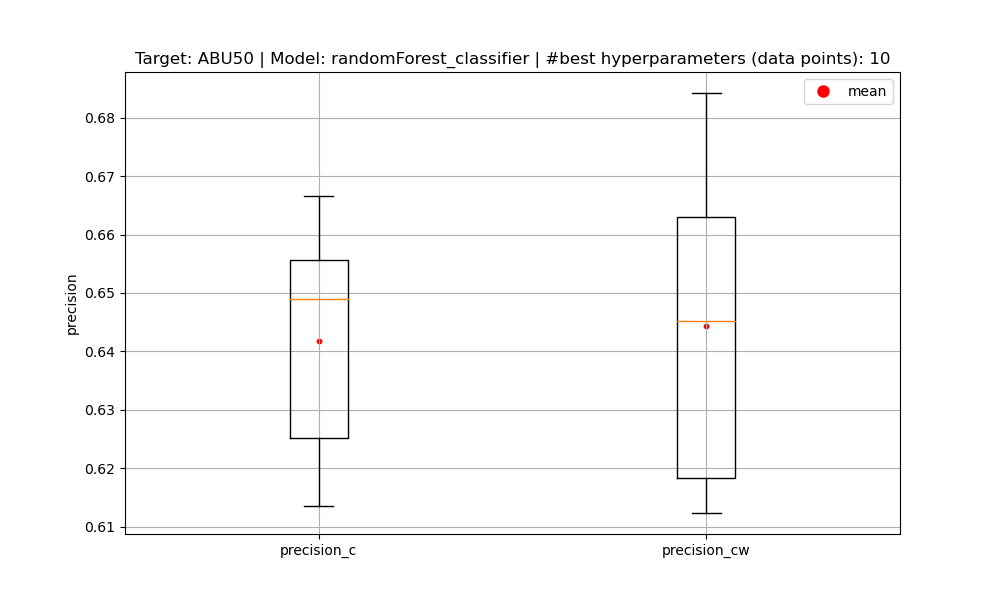 Target: ABU50 | Model: randomForest_classifier | #best hyperparameters (data points): 10
mean
0.68
0.67
0.66
0.65
0.64
0.63
0.62
0.61
precision
precision_c
precision_cw